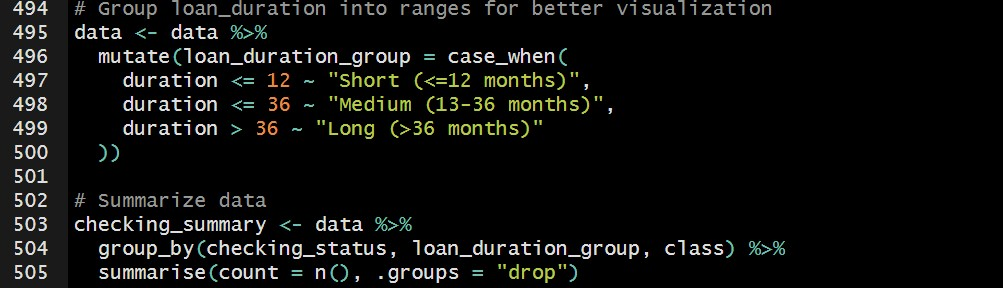 494 # Group loan_duration into ranges for better visualization
495 data <- data %>%
496   mutate(loan_duration_group = case_when(
497     duration <= 12 ~ "Short (<=12 months)",
498     duration <= 36 ~ "Medium (13-36 months)",
499     duration > 36 ~ "Long (>36 months)"
500   ))
501
502 # Summarize data
503 checking_summary <- data %>%
504   group_by(checking_status, loan_duration_group, class) %>%
505   summarise(count = n(), .groups = "drop")